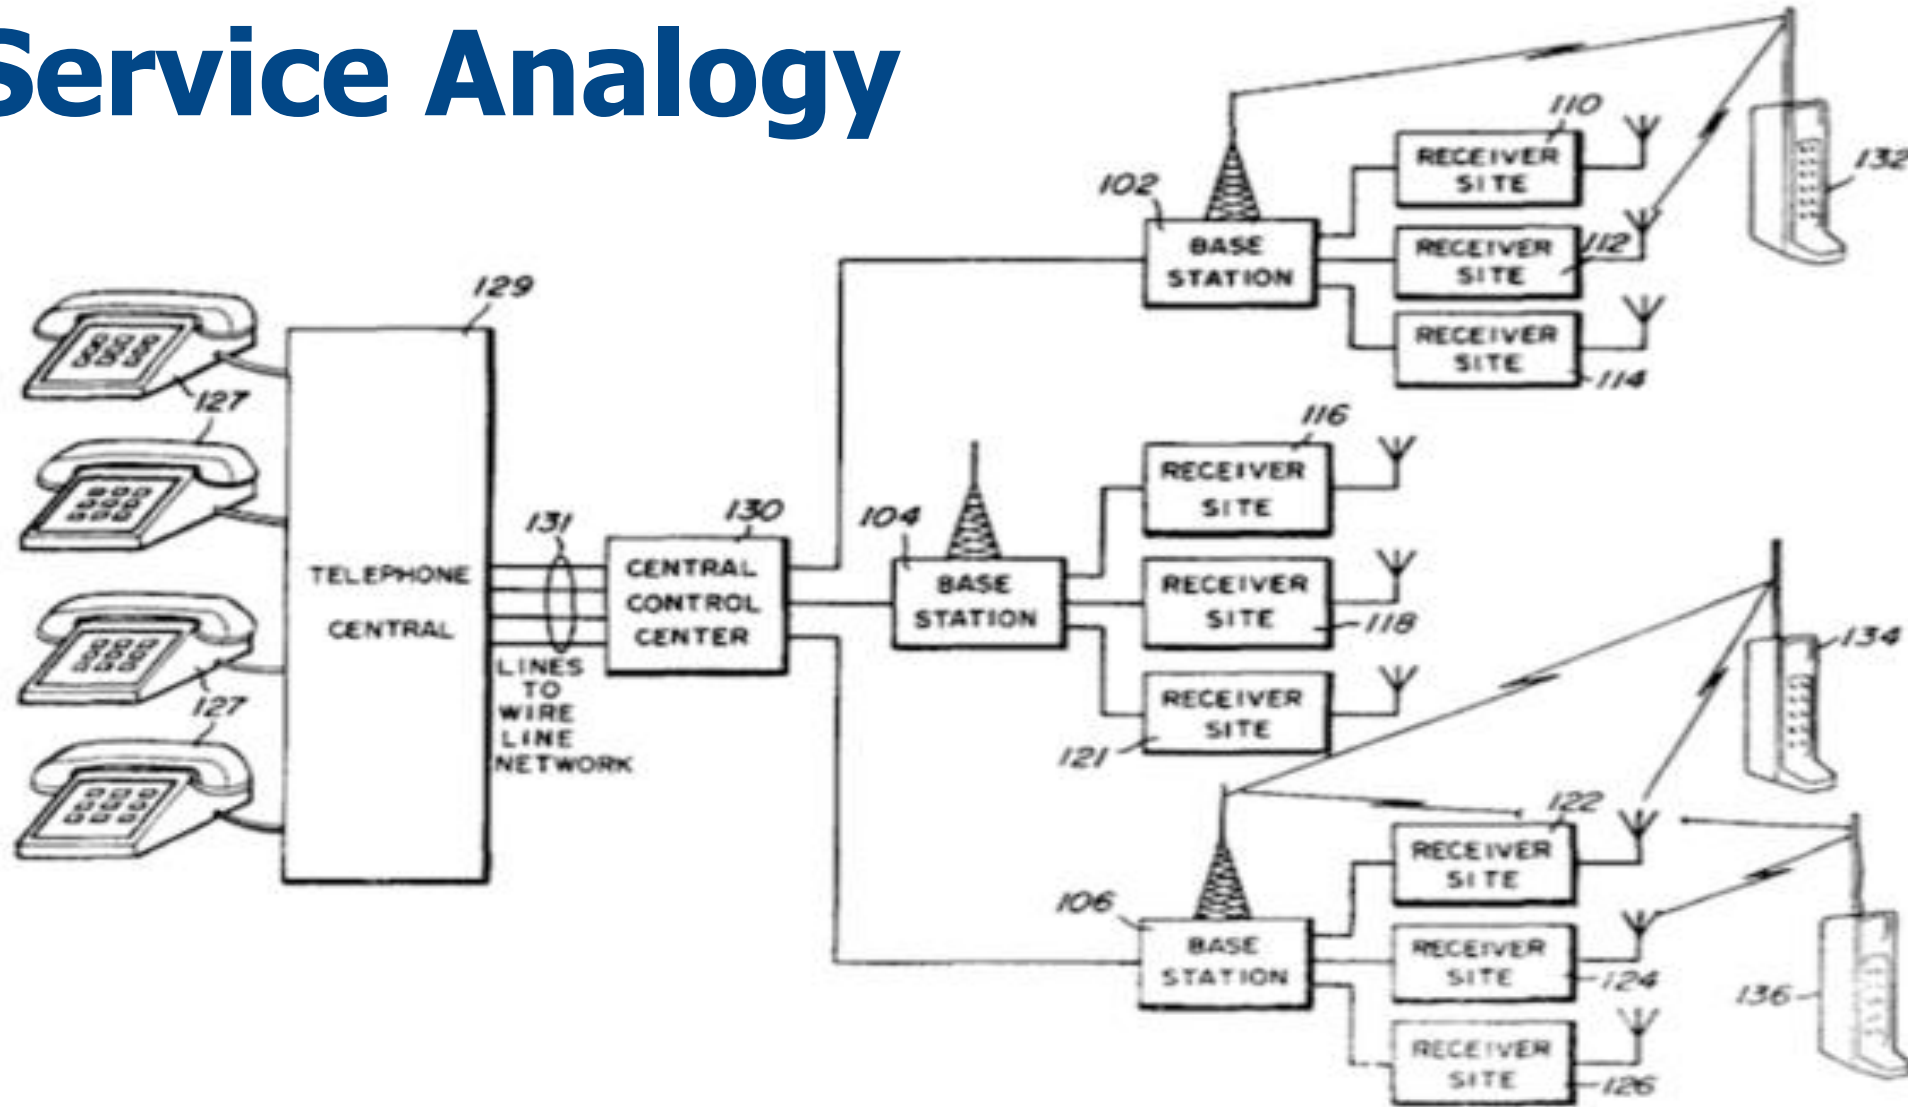 Service Analogy
110
RECEIVER
SITE
132
102
BASE
STATION
RECEIVER
SITE
112
RECEIVER
SITE
114
129
127
127
TELEPHONE
CENTRAL
131
LINES
TO
WIRE
LINE
NETWORK
130
CENTRAL
CONTROL
CENTER
104
BASE
STATION
116
RECEIVER
SITE
RECEIVER
SITE
118
RECEIVER
SITE
121
134
122
RECEIVER
SITE
106
BASE
STATION
RECEIVER
SITE
124
136
RECEIVER
SITE
126